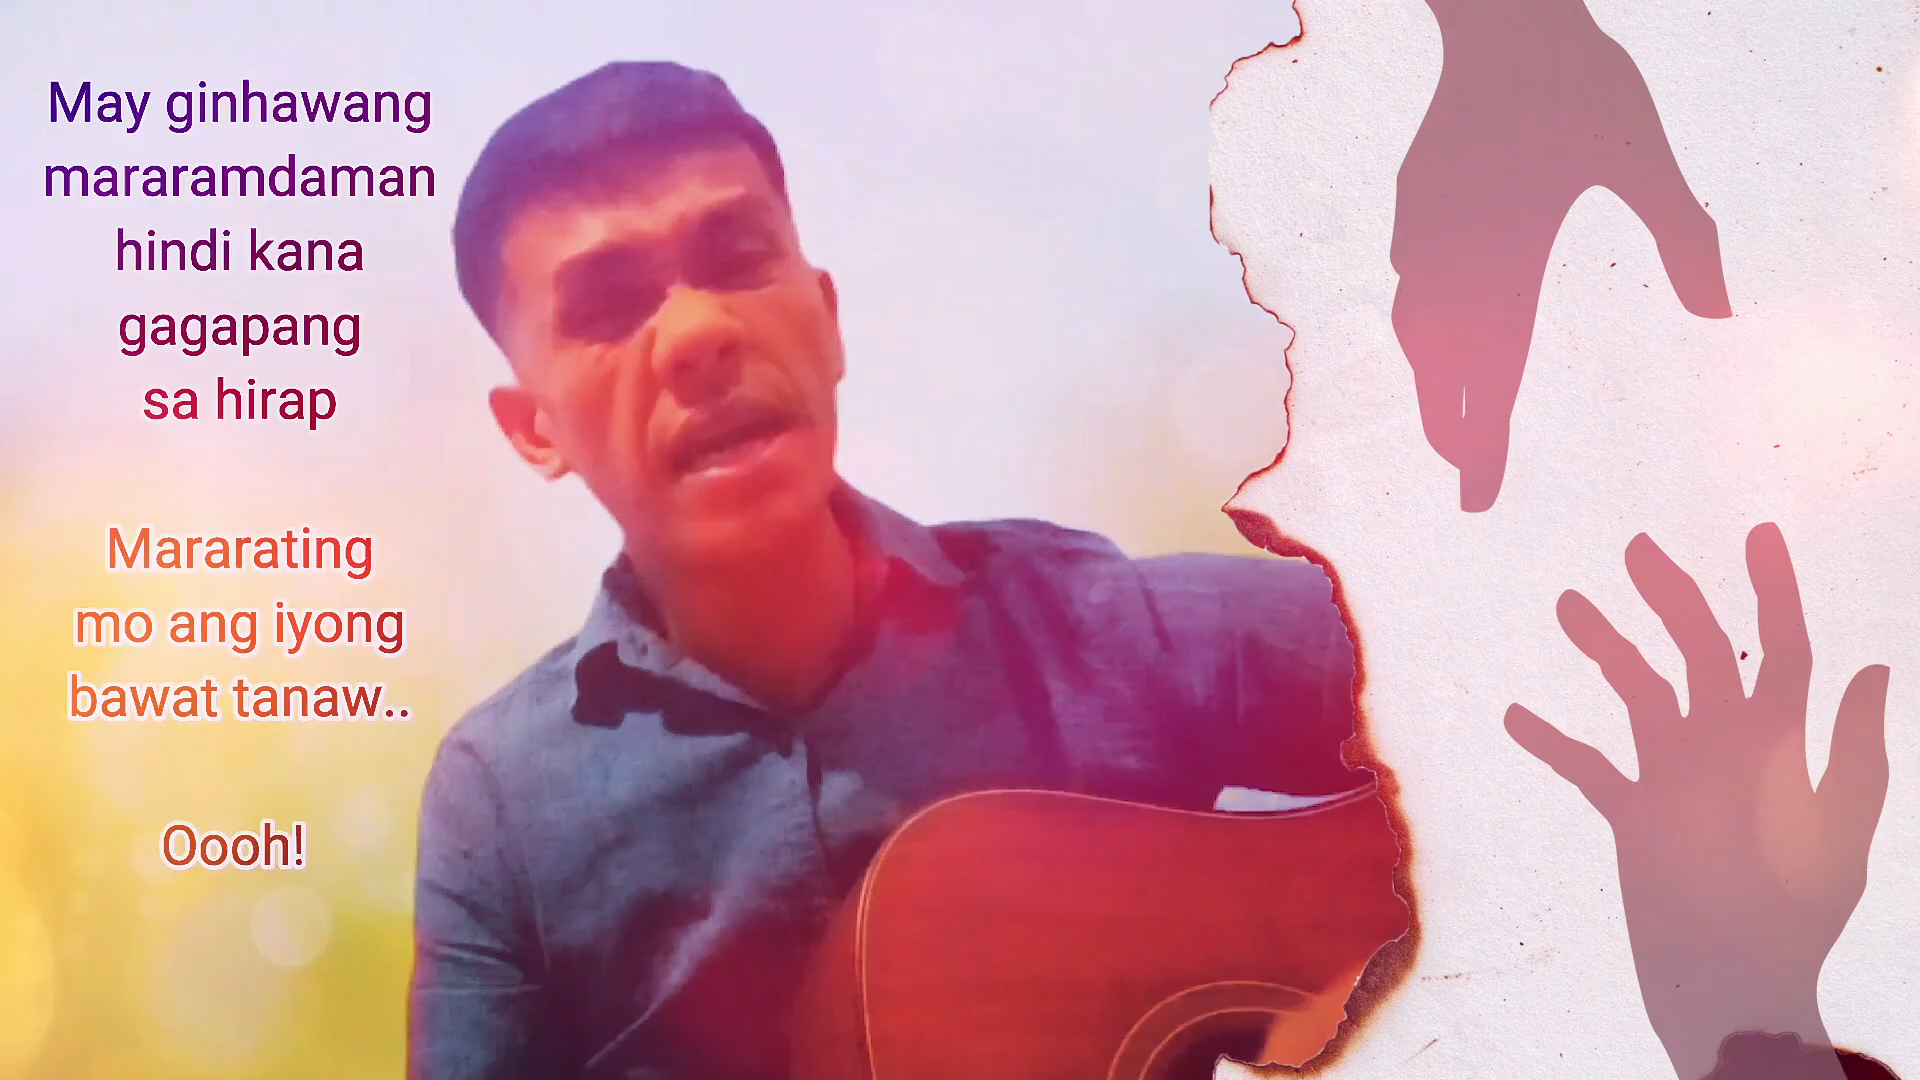 May ginhawang
mararamdaman
hindi kana
gagapang
sa hirap
Mararating
mo ang iyong
bawat tanaw..
Oooh!